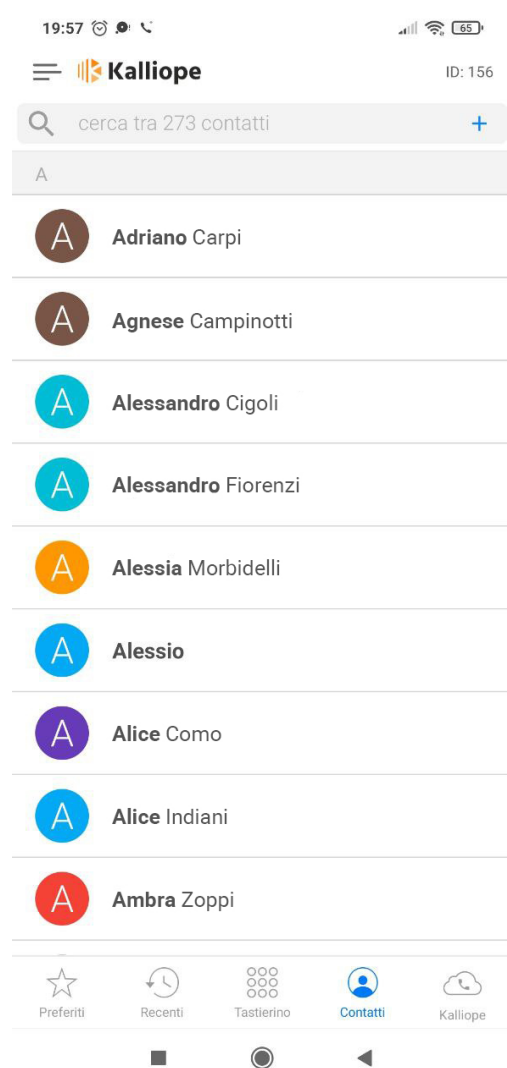 19:57
65
Kalliope
ID: 156
cerca tra 273 contatti
+
A
A Adriano Carpi
A Agnese Campinotti
A Alessandro Cigoli
A Alessandro Fiorenzi
A Alessia Morbidelli
A Alessio
A Alice Como
A Alice Indiani
A Ambra Zoppi
Preferiti Recenti Tastierino Contatti Kalliope